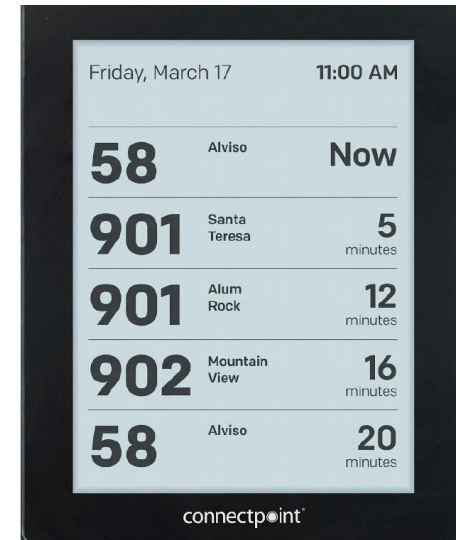 Friday, March 17 11:00 AM
58 Alviso Now
901 Santa Teresa 5 minutes
901 Alum Rock 12 minutes
902 Mountain View 16 minutes
58 Alviso 20 minutes
connectpoint